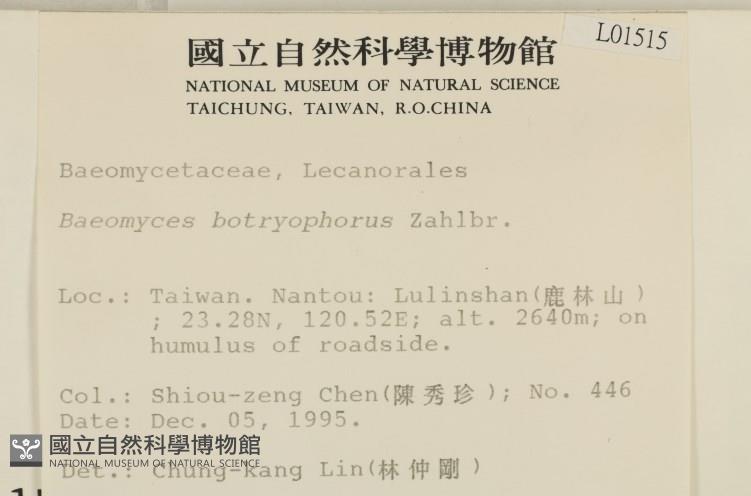 國立自然科學博物館
L01515
NATIONAL MUSEUM OF NATURAL SCIENCE
TAICHUNG, TAIWAN, R.O.CHINA
Baeomycetaceae, Lecanorales
Baeomyces botryophorus Zahlbr.
Loc.: Taiwan. Nantou: Lulinshan(鹿林山)
; 23.28N, 120.52E; alt. 2640m; on
humulus of roadside.
Col.: Shiou-zeng Chen(陳秀珍); No. 446
Date: Dec. 05, 1995.
國立自然科學博物館
NATIONAL MUSEUM OF NATURAL SCIENCE
Det.: Chung-kang Lin(林仲剛)